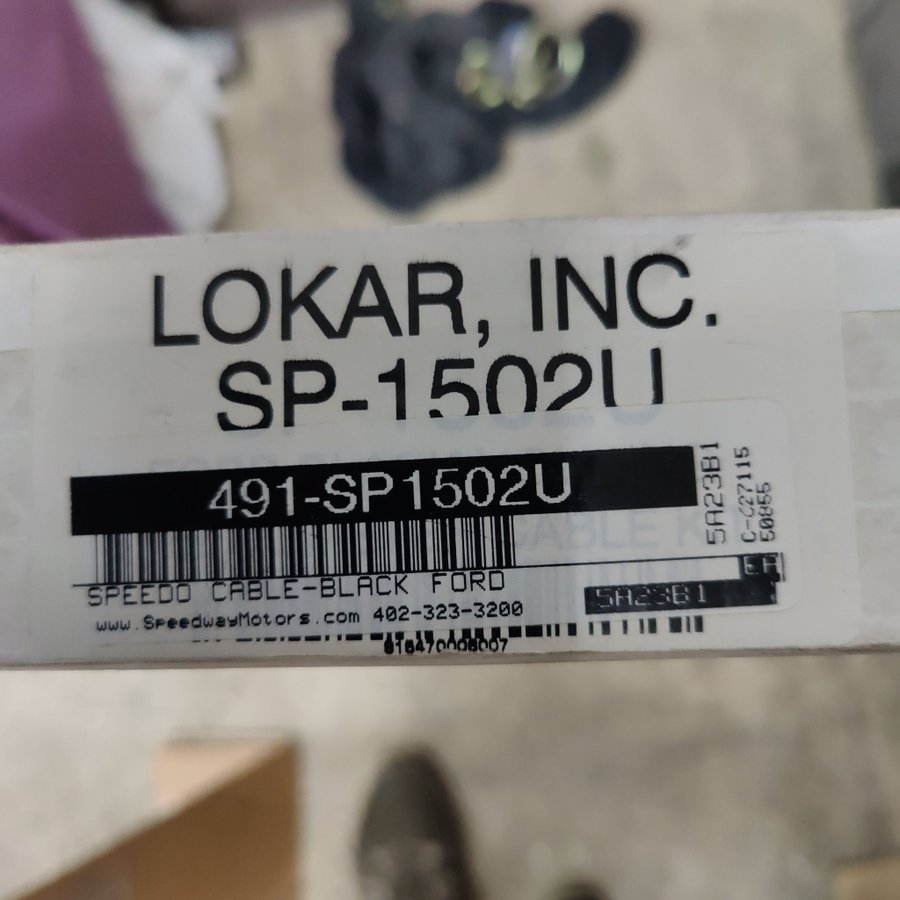 LOKAR, INC.
SP-1502U
491-SP1502U
SPEEDO CABLE-BLACK FORD
www.SpeedwayMotors.com 402-323-3200
5A23B1
C-C27115
50855
EA
5A23B1
CABLE